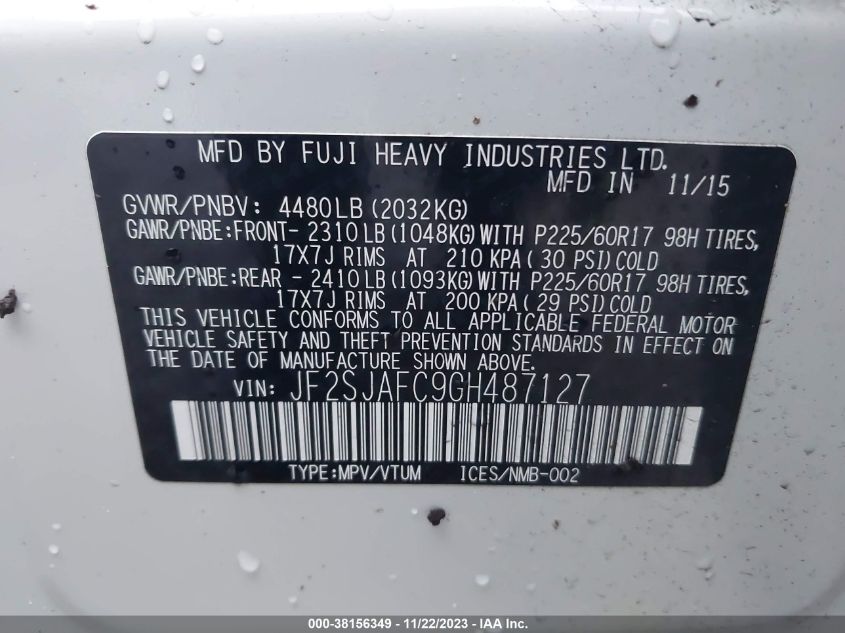 MFD BY FUJI HEAVY INDUSTRIES LTD.
MFD IN 11/15
GVWR/PNBV: 4480LB(2032KG)
GAWR/PNBE:FRONT- 2310LB(1048KG)WITH P225/60R17 98H TIRES,
17X7J RIMS AT 210 KPA( 30 PSI)COLD
GAWR/PNBE:REAR - 2410LB(1093KG)WITH P225/60R17 98H TIRES,
17X7J RIMS AT 200 KPA( 29 PSI)COLD
THIS VEHICLE CONFORMS TO ALL APPLICABLE FEDERAL MOTOR
VEHICLE SAFETY AND THEFT PREVENTION STANDARDS IN EFFECT ON
THE DATE OF MANUFACTURE SHOWN ABOVE.
VIN: JF2SJAFC9GH487127
TYPE:MPV/VTUM ICES/NMB-002
000-38156349 - 11/22/2023 - IAA Inc.